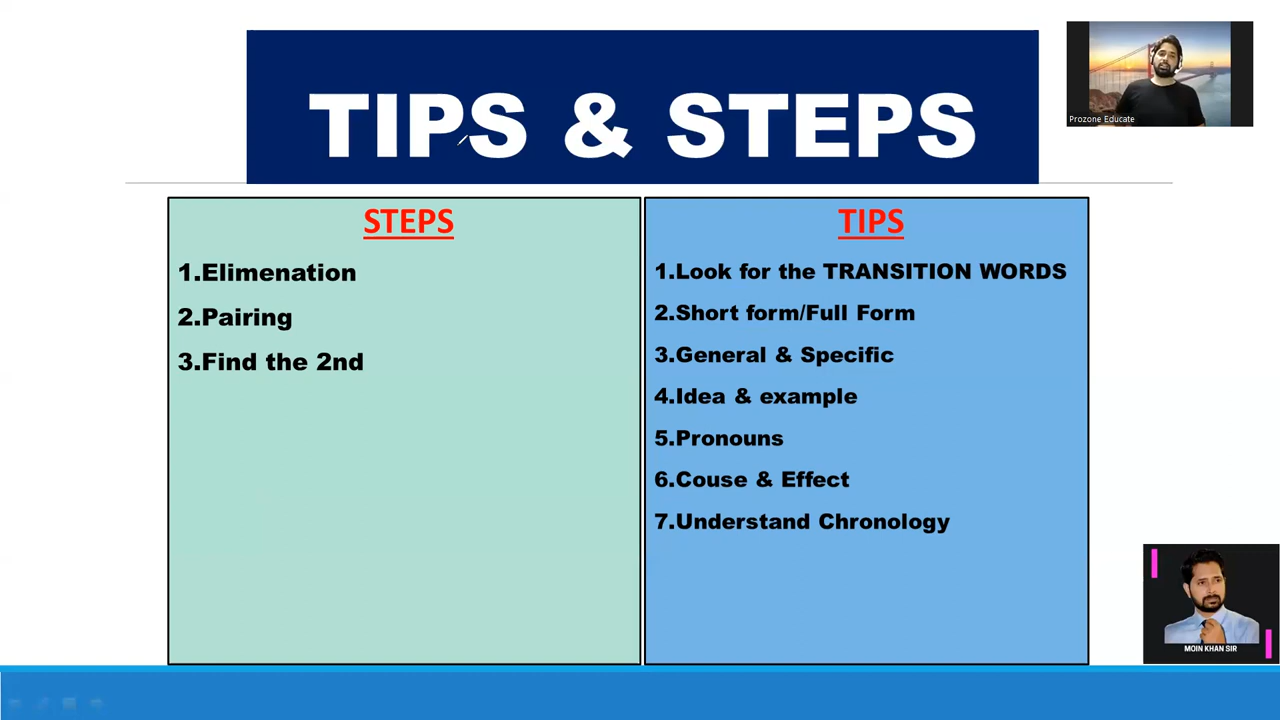 TIPS & STEPS
Prozone Educate
STEPS
1.Elimenation
2.Pairing
3.Find the 2nd
TIPS
1.Look for the TRANSITION WORDS
2.Short form/Full Form
3.General & Specific
4.Idea & example
5.Pronouns
6.Couse & Effect
7.Understand Chronology
MOIN KHAN SIR